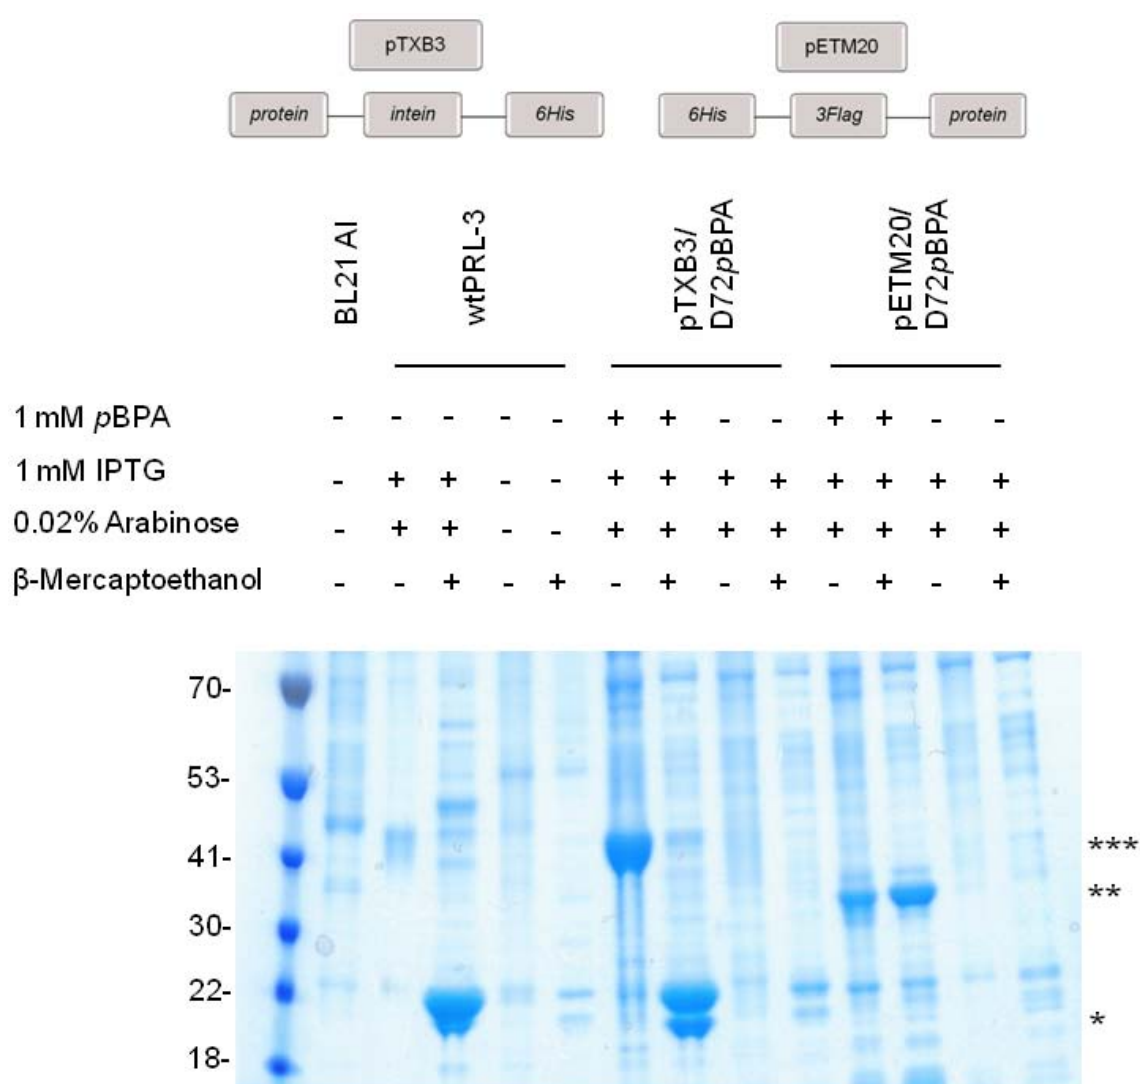 pTXB3 pETM20
protein intein 6His 6His 3Flag protein
BL21 AI
wtPRL-3
pTXB3/
D72pBPA
pETM20/
D72pBPA
1 mM pBPA - - - - - + + - - + + - -
1 mM IPTG - + + - - + + + + + + + +
0.02% Arabinose - + + - - + + + + + + + +
β-Mercaptoethanol - - + - + - + - + - + - +
70-
53-
41- ***
** 
30-
22-
*
18-